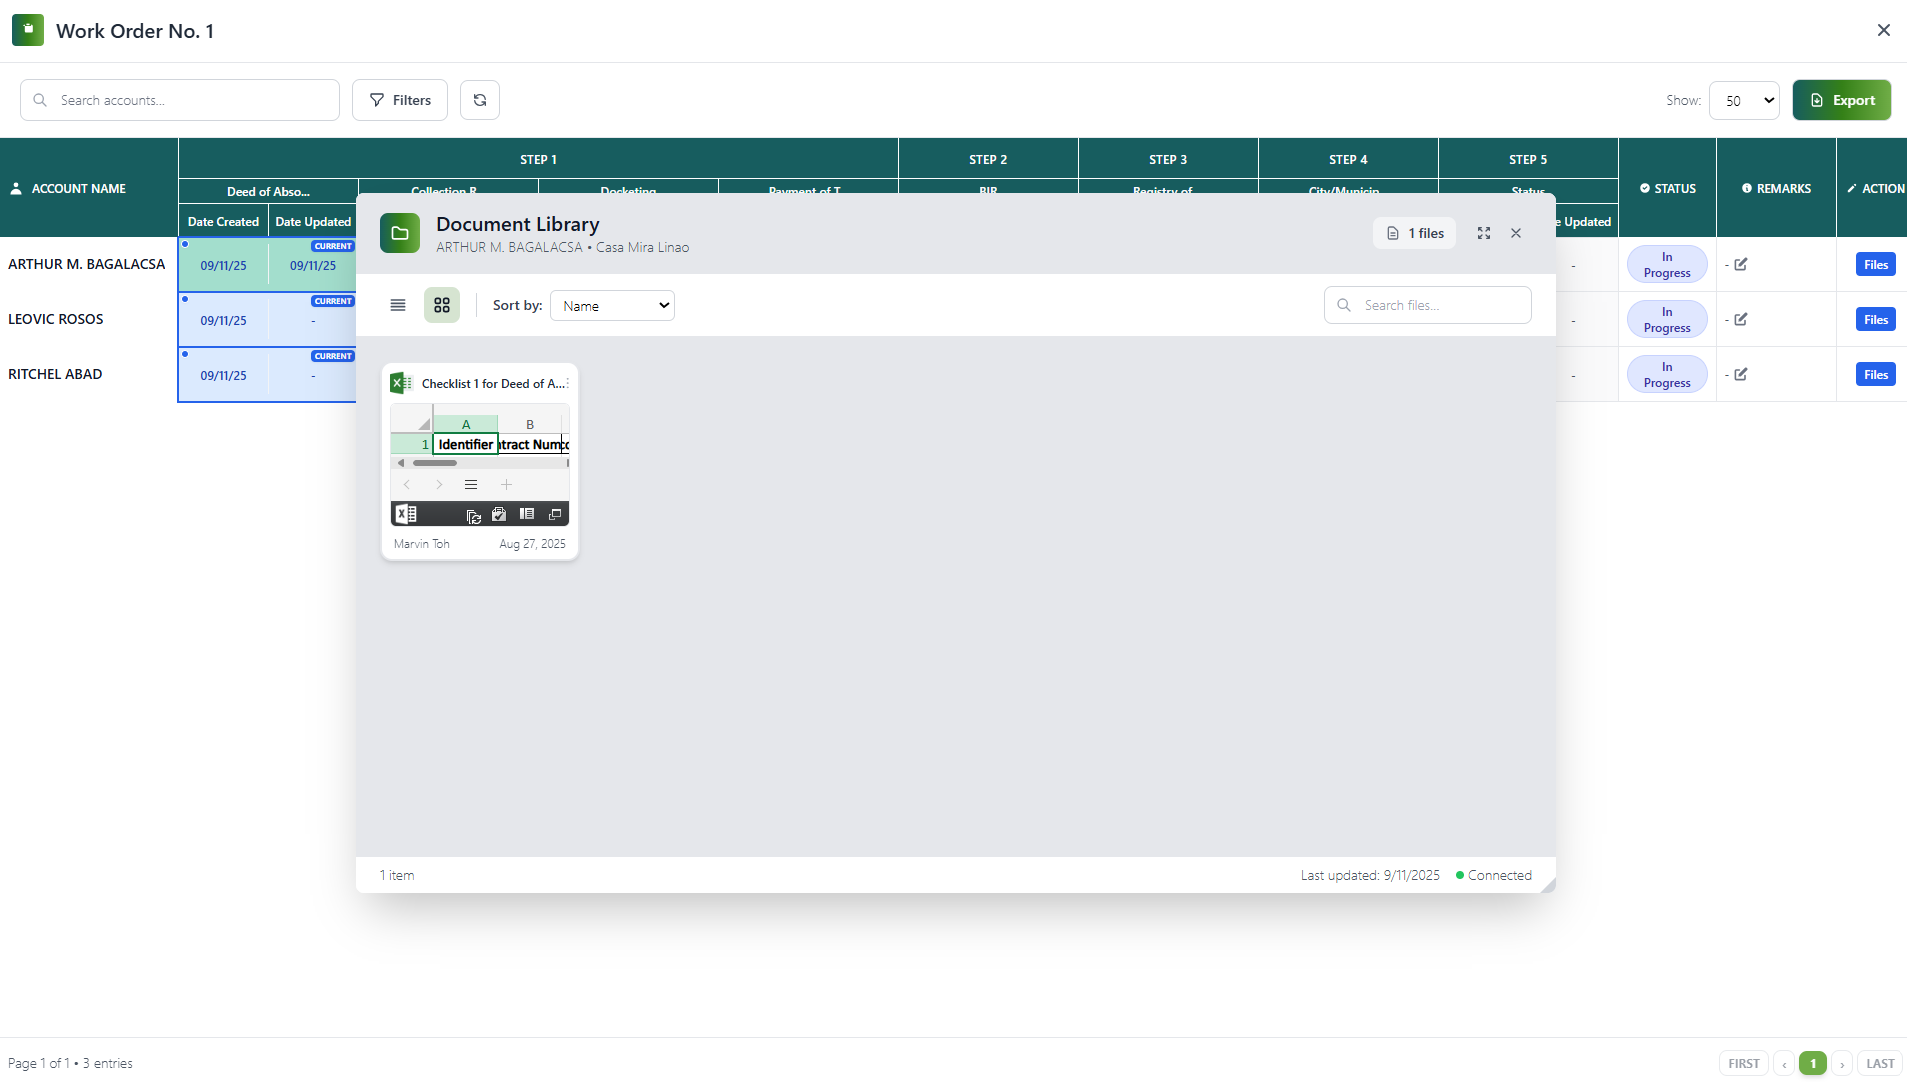 Work Order No. 1
Search accounts...
Filters
Show:
50
Export
ACCOUNT NAME
STEP 1
STEP 2
STEP 3
STEP 4
STEP 5
STATUS
REMARKS
ACTION
Deed of Abso...
Collection R
Docketing
Payment of T
BIR
Registry of
City/Municip
Status
Date Created
Date Updated
e Updated
ARTHUR M. BAGALACSA
09/11/25
CURRENT
09/11/25
-
In Progress
-
Files
LEOVIC ROSOS
09/11/25
CURRENT
-
-
In Progress
-
Files
RITCHEL ABAD
09/11/25
CURRENT
-
-
In Progress
-
Files
Document Library
ARTHUR M. BAGALACSA • Casa Mira Linao
1 files
Sort by:
Name
Search files...
Checklist 1 for Deed of A...
A
B
1
Identifier
ntract Num
Marvin Toh
Aug 27, 2025
1 item
Last updated: 9/11/2025
Connected
Page 1 of 1 • 3 entries
FIRST
‹
1
›
LAST